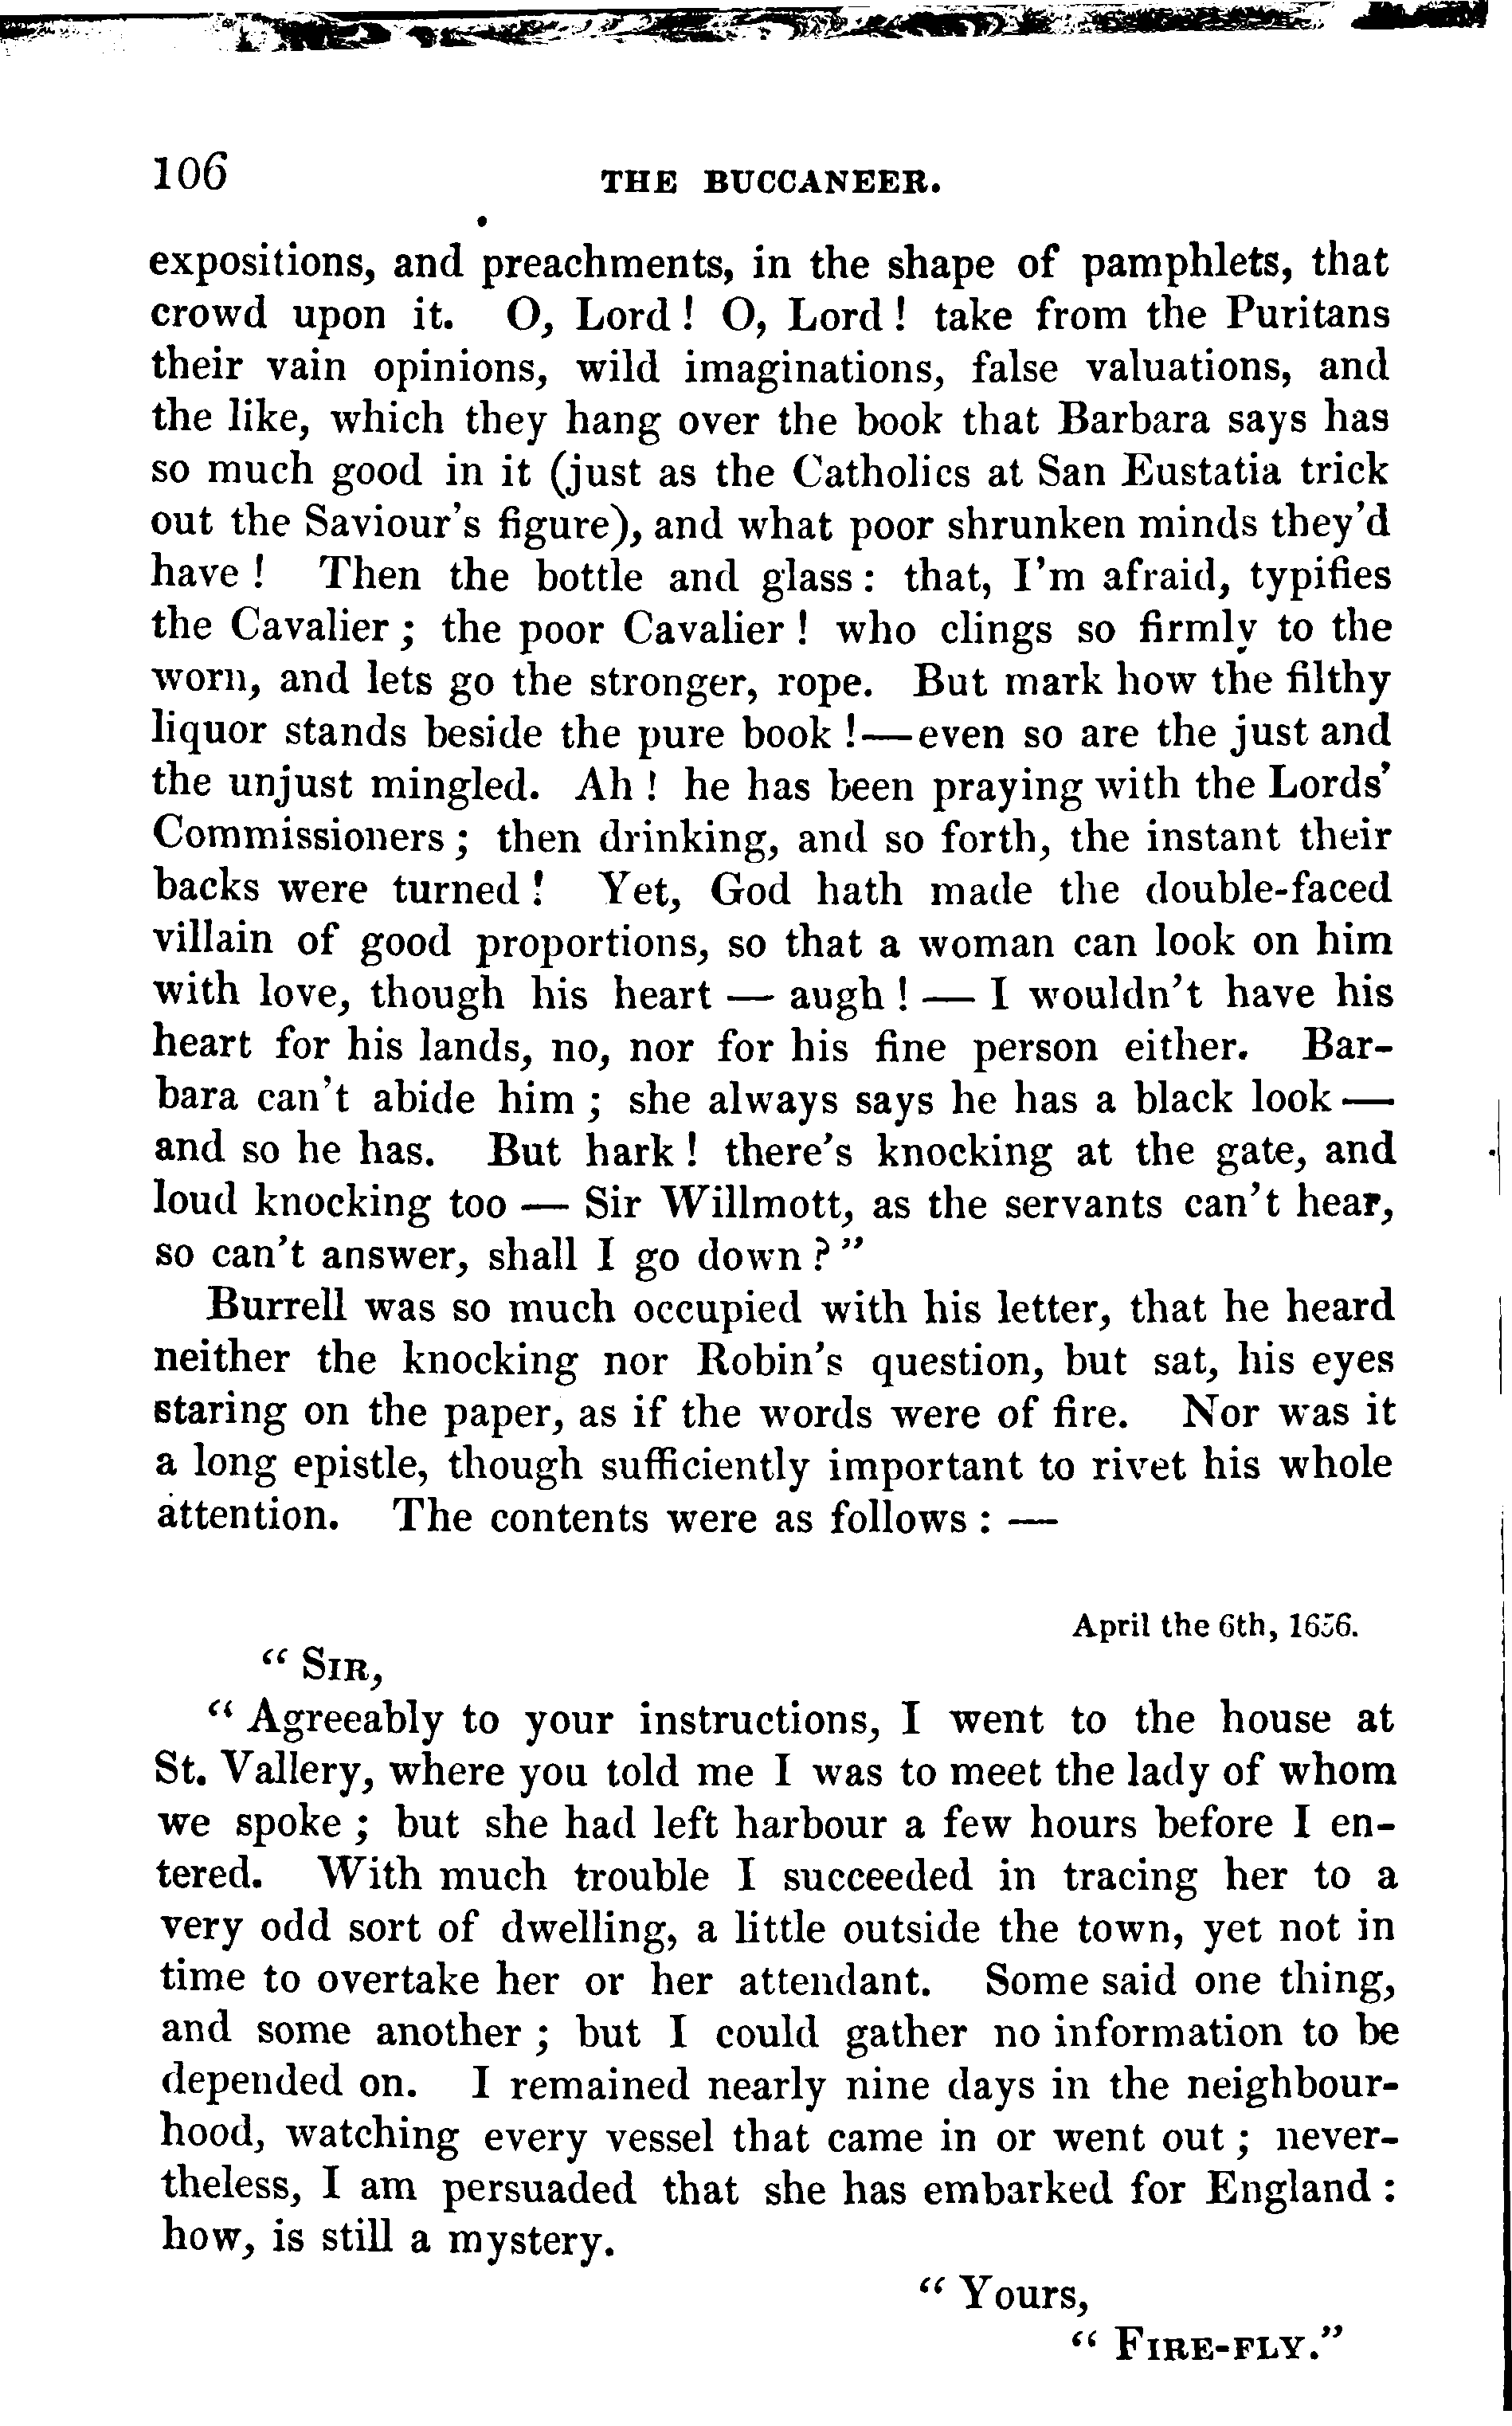 106
THE BUCCANEER.
expositions, and preachments, in the shape of pamphlets, that
crowd upon it. O, Lord! O, Lord! take from the Puritans
their vain opinions, wild imaginations, false valuations, and
the like, which they hang over the book that Barbara says has
so much good in it (just as the Catholics at San Eustatia trick
out the Saviour's figure), and what poor shrunken minds they'd
have! Then the bottle and glass: that, I'm afraid, typifies
the Cavalier; the poor Cavalier! who clings so firmly to the
worn, and lets go the stronger, rope. But mark how the filthy
liquor stands beside the pure book!—even so are the just and
the unjust mingled. Ah! he has been praying with the Lords'
Commissioners; then drinking, and so forth, the instant their
backs were turned! Yet, God hath made the double-faced
villain of good proportions, so that a woman can look on him
with love, though his heart — augh! — I wouldn't have his
heart for his lands, no, nor for his fine person either. Bar-
bara can't abide him; she always says he has a black look —
and so he has. But hark! there's knocking at the gate, and
loud knocking too — Sir Willmott, as the servants can't hear,
so can't answer, shall I go down?"
Burrell was so much occupied with his letter, that he heard
neither the knocking nor Robin's question, but sat, his eyes
staring on the paper, as if the words were of fire. Nor was it
a long epistle, though sufficiently important to rivet his whole
attention. The contents were as follows: —
April the 6th, 1656.
"SIR,
"Agreeably to your instructions, I went to the house at
St. Vallery, where you told me I was to meet the lady of whom
we spoke; but she had left harbour a few hours before I en-
tered. With much trouble I succeeded in tracing her to a
very odd sort of dwelling, a little outside the town, yet not in
time to overtake her or her attendant. Some said one thing,
and some another; but I could gather no information to be
depended on. I remained nearly nine days in the neighbour-
hood, watching every vessel that came in or went out; never-
theless, I am persuaded that she has embarked for England:
how, is still a mystery.
"Yours,
"FIRE-FLY."